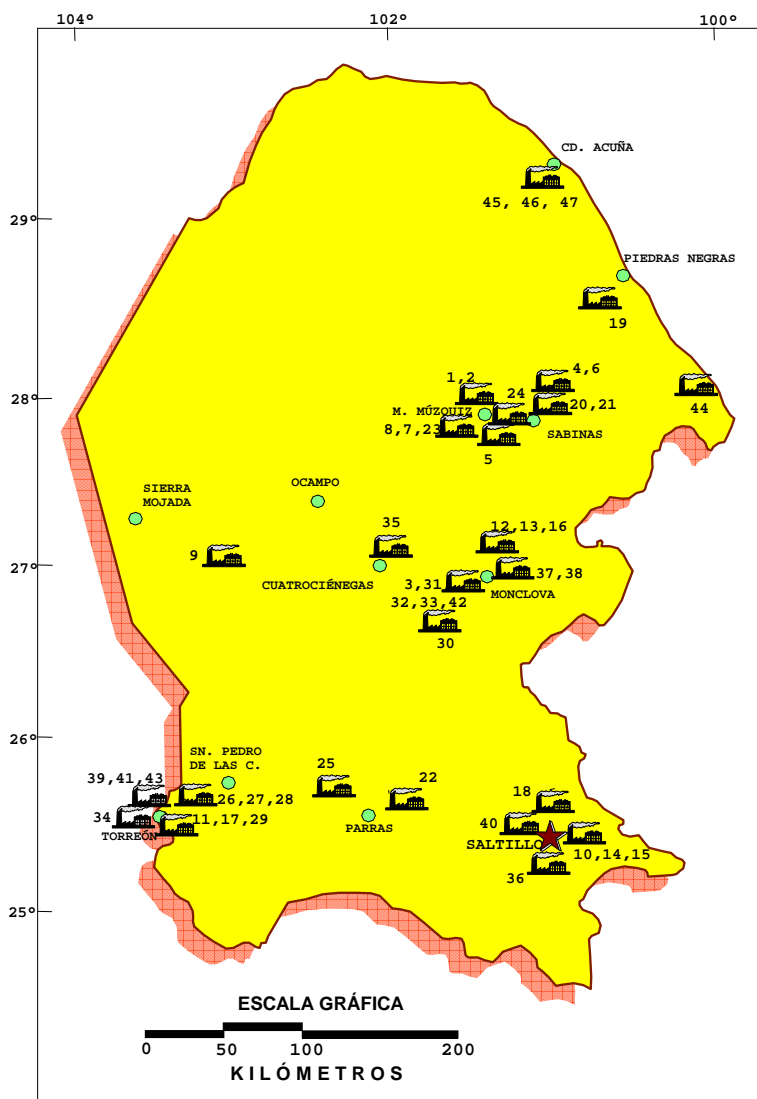 104° 102° 100°
CD. ACUÑA
45, 46, 47
29°
PIEDRAS NEGRAS
19
28°
1,2
4,6
24
M. MÚZQUIZ
20,21
44
8,7,23
SABINAS
5
SIERRA
MOJADA
OCAMPO
35
12,13,16
9
27°
CUATROCIÉNEGAS
3,31
37,38
MONCLOVA
32,33,42
30
26°
SN. PEDRO
DE LAS C.
39,41,43
25
22
26,27,28
18
34
11,17,29
TORREÓN
PARRAS
40
SALTILLO
10,14,15
36
25°
ESCALA GRÁFICA
0 50 100 200
KILÓMETROS